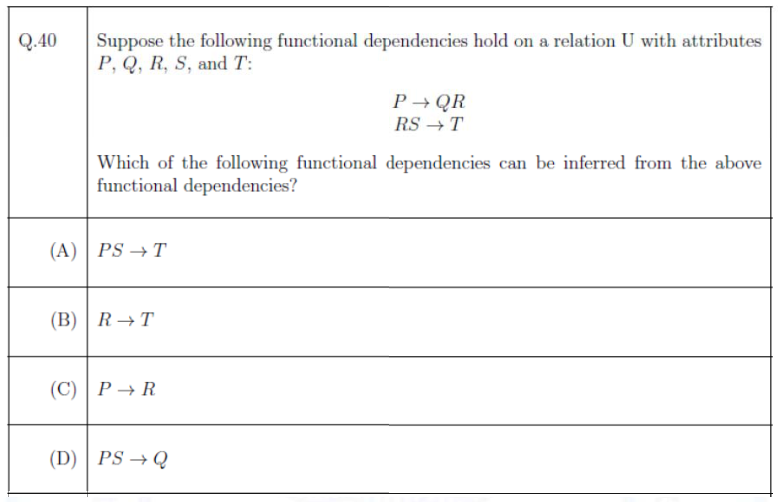 Q.40 Suppose the following functional dependencies hold on a relation U with attributes
P, Q, R, S, and T:
P → QR
RS → T
Which of the following functional dependencies can be inferred from the above
functional dependencies?
(A) PS → T
(B) R → T
(C) P → R
(D) PS → Q